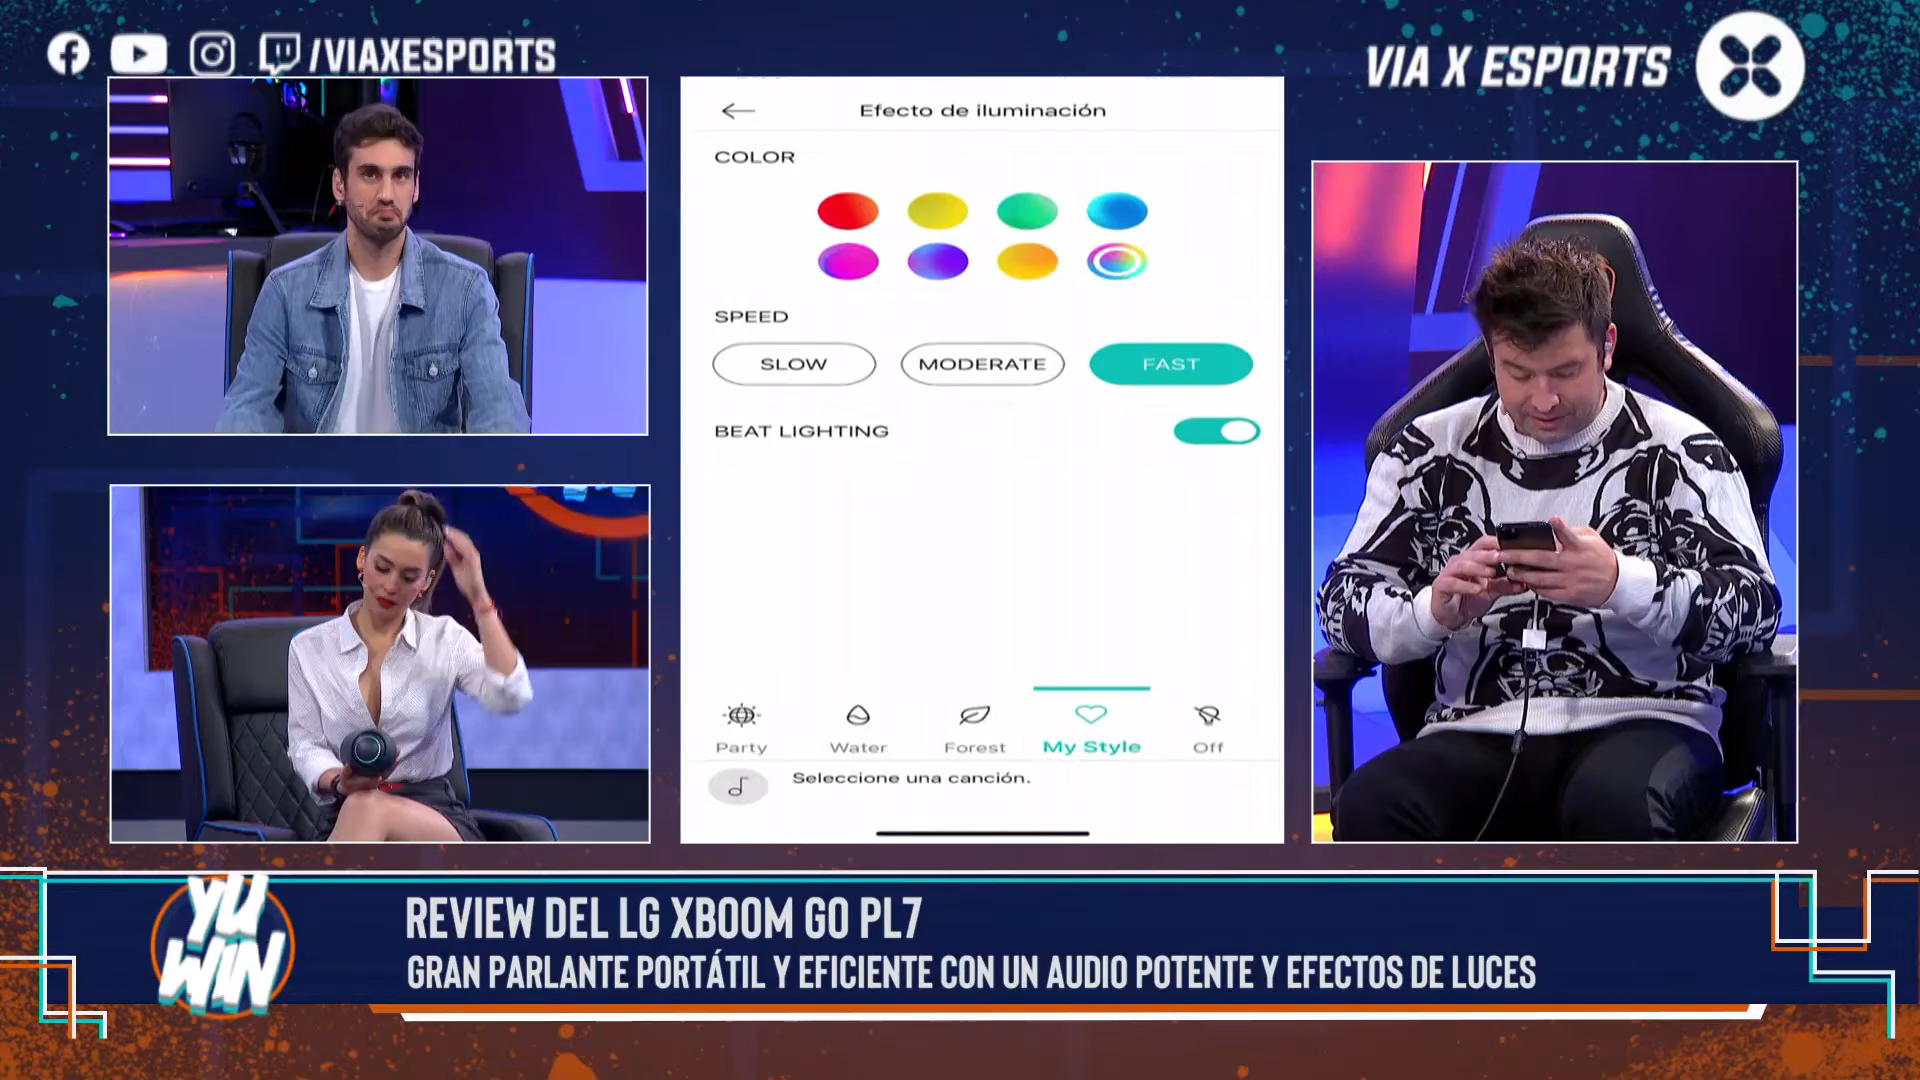 /VIAXESPORTS
VIA X ESPORTS
Efecto de iluminación
COLOR
SPEED
SLOW
MODERATE
FAST
BEAT LIGHTING
Party
Water
Forest
My Style
Off
Seleccione una canción.
YU
WIN
REVIEW DEL LG XBOOM GO PL7
GRAN PARLANTE PORTÁTIL Y EFICIENTE CON UN AUDIO POTENTE Y EFECTOS DE LUCES